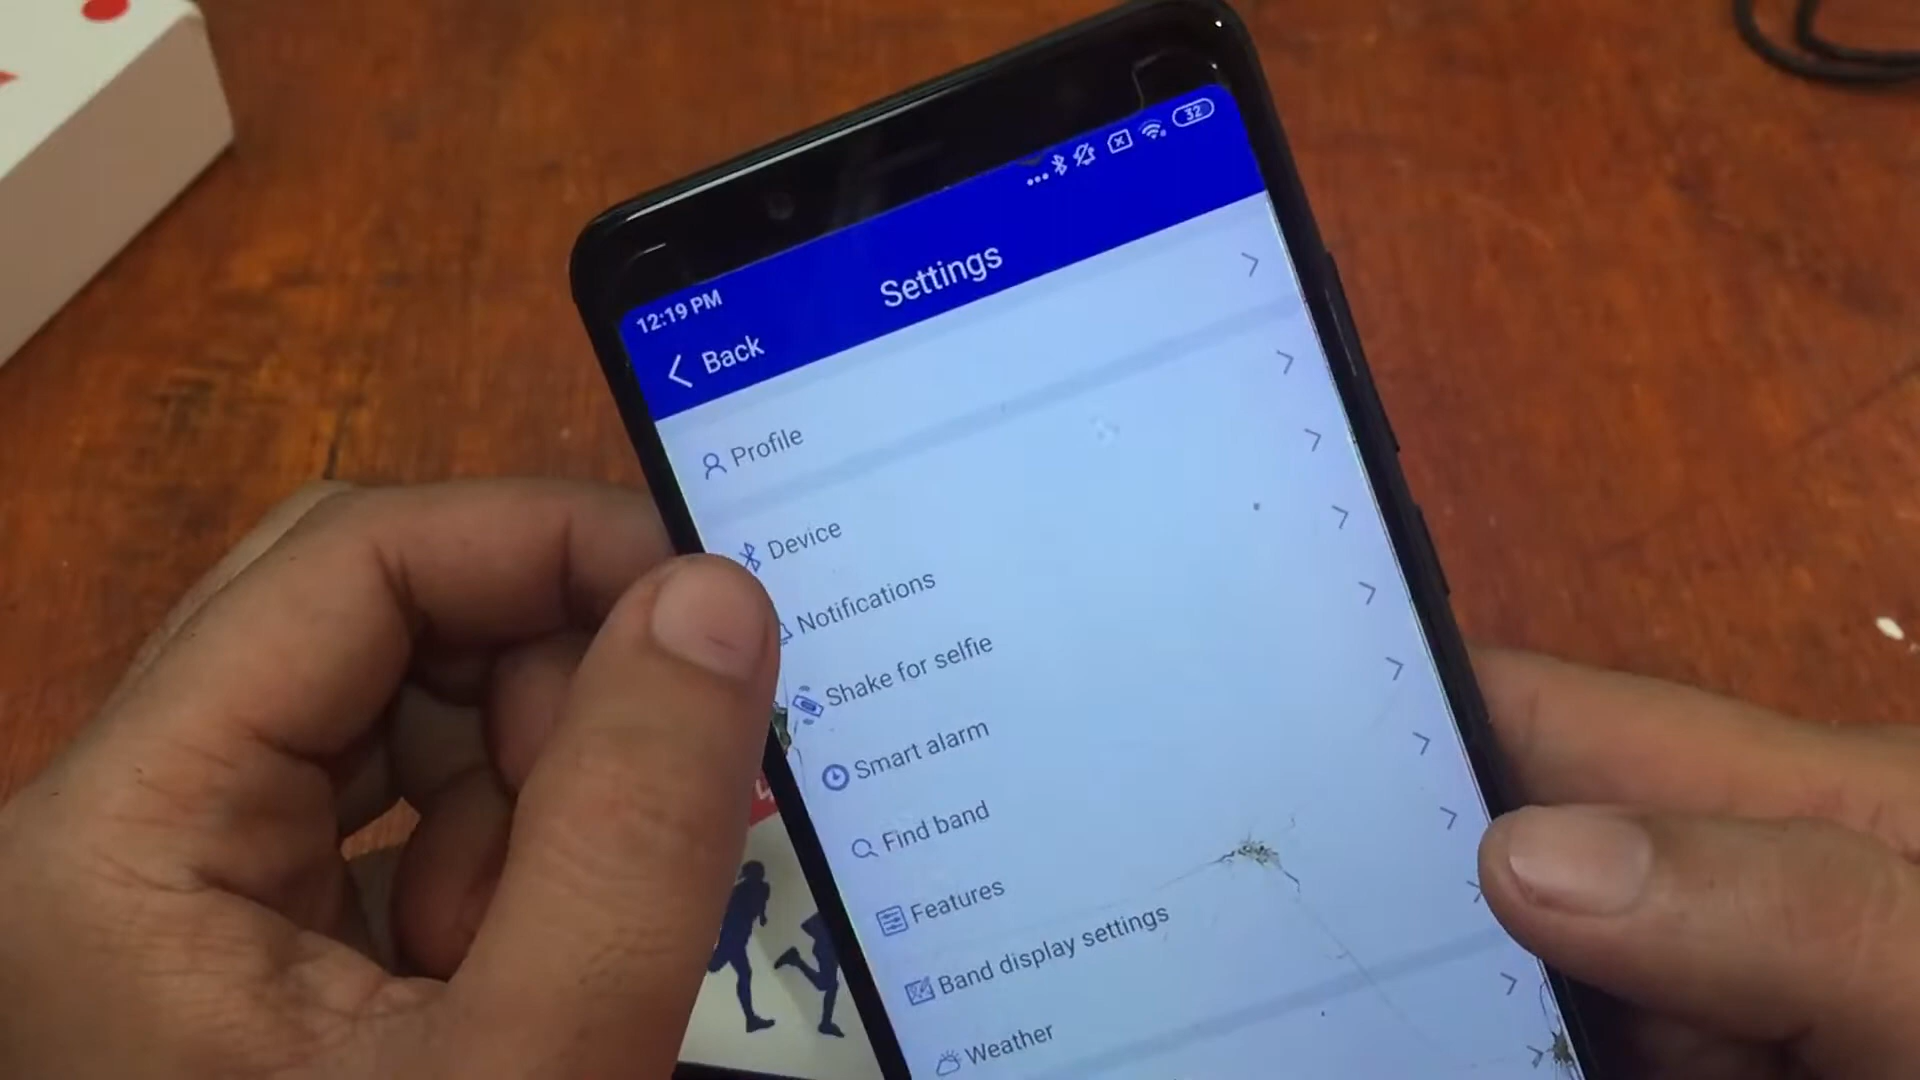 12:19 PM
32
Back
Settings
Profile
Device
Notifications
Shake for selfie
Smart alarm
Find band
Features
Band display settings
Weather